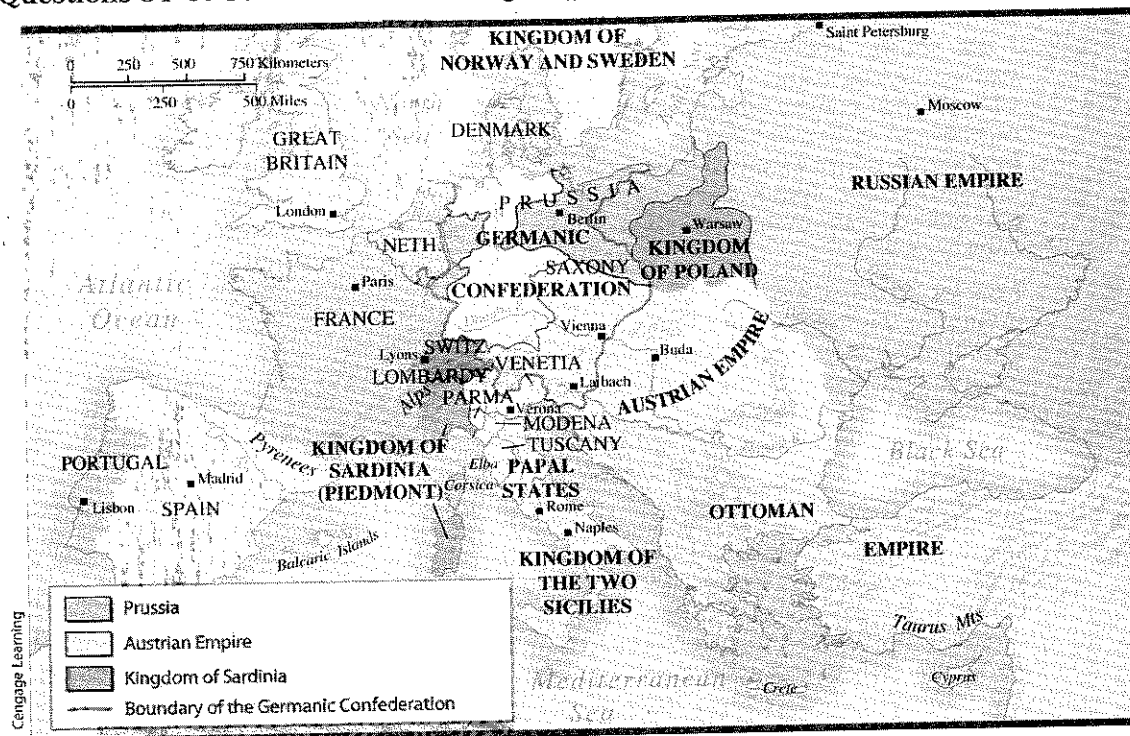 KINGDOM OF
NORWAY AND SWEDEN
Saint Petersburg
0 250 500 750 Kilometers
0 250 500 Miles
Moscow
North
Sea
DENMARK
GREAT
BRITAIN
RUSSIAN EMPIRE
PRUSSIA
London
Berlin
Warsaw
NETH.
GERMANIC
KINGDOM
OF POLAND
SAXONY
Atlantic
Ocean
Paris
CONFEDERATION
FRANCE
Vienna
SWITZ.
Lyons
Buda
VENETIA
LOMBARDY
Alps
Laibach
AUSTRIAN EMPIRE
PARMA
Verona
MODENA
TUSCANY
Black Sea
Pyrenees
KINGDOM OF
SARDINIA
(PIEDMONT)
Elba
Corsica
PAPAL
STATES
PORTUGAL
Madrid
Lisbon
SPAIN
Rome
Naples
OTTOMAN
EMPIRE
Balearic Islands
KINGDOM OF
THE TWO
SICILIES
Taurus Mts
Mediterranean
Sea
Crete
Cyprus
Prussia
Austrian Empire
Kingdom of Sardinia
Boundary of the Germanic Confederation
Cengage Learning